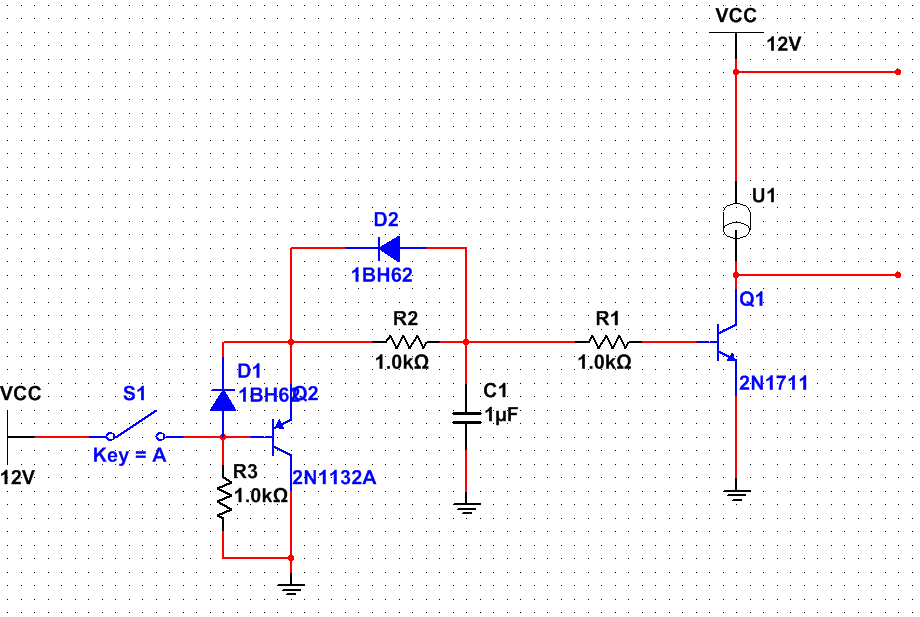 VCC
12V
U1
D2
1BH62
Q1
R2
1.0kΩ
R1
1.0kΩ
2N1711
D1
1BH62
Q2
C1
1µF
VCC
S1
Key = A
12V
R3
1.0kΩ
2N1132A